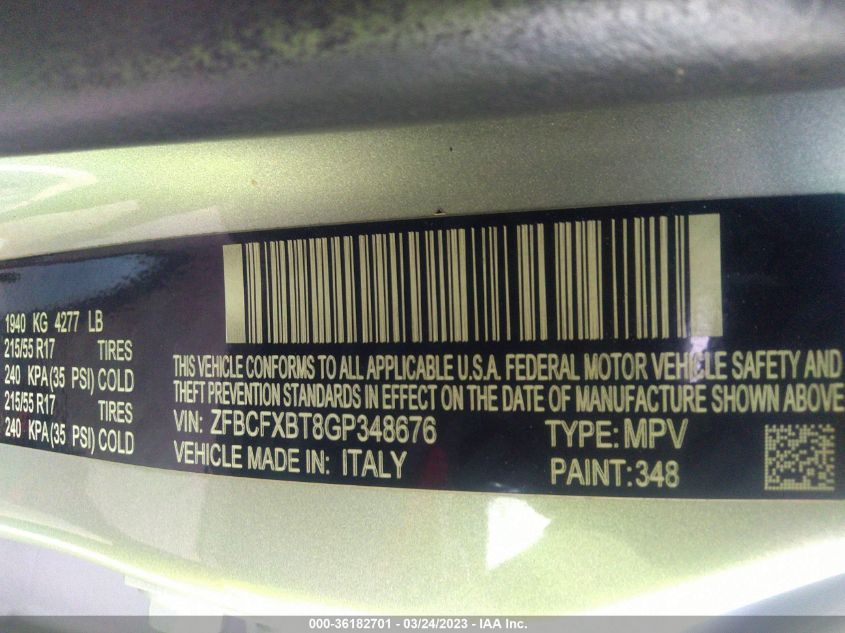 1940 KG 4277 LB
215/55 R17 TIRES
240 KPA(35 PSI) COLD
215/55 R17 TIRES
240 KPA(35 PSI) COLD
THIS VEHICLE CONFORMS TO ALL APPLICABLE U.S.A. FEDERAL MOTOR VEHICLE SAFETY AND
THEFT PREVENTION STANDARDS IN EFFECT ON THE DATE OF MANUFACTURE SHOWN ABOVE
VIN: ZFBCFXBT8GP348676 TYPE: MPV
VEHICLE MADE IN: ITALY PAINT: 348
000-36182701 - 03/24/2023 - IAA Inc.